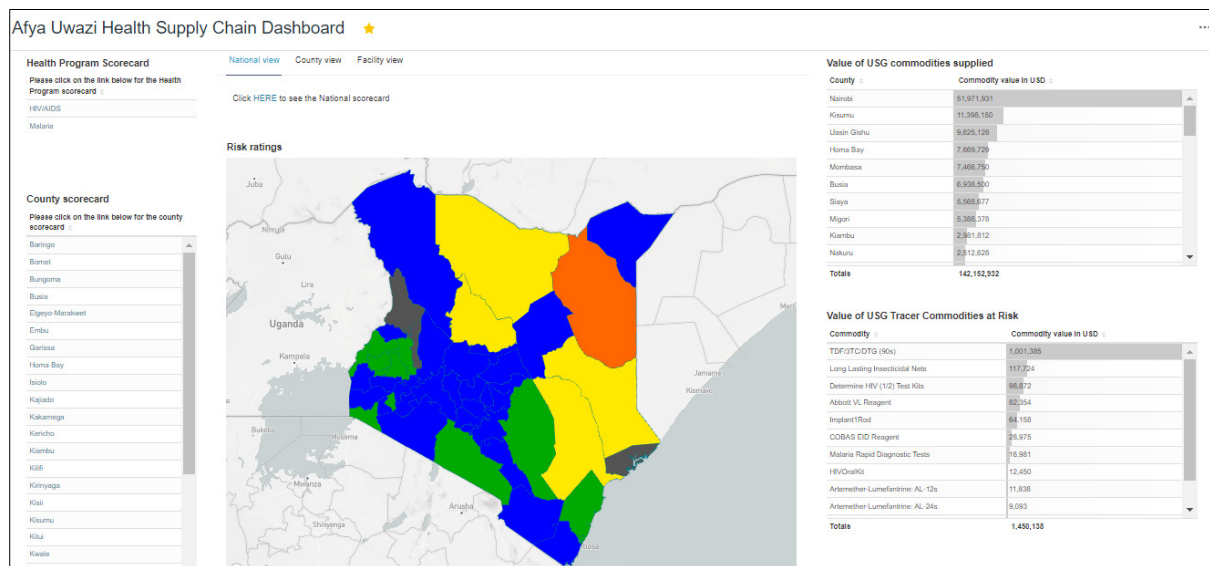 Afya Uwazi Health Supply Chain Dashboard
Health Program Scorecard
Please click on the link below for the Health
Program scorecard
HIV/AIDS
Malaria
County scorecard
Please click on the link below for the county
scorecard
Baringo
Bomet
Bungoma
Busia
Elgeyo-Marakwet
Embu
Garissa
Homa Bay
Isiolo
Kajiado
Kakamega
Kericho
Kiambu
Kilifi
Kirinyaga
Kisii
Kisumu
Kitui
Kwale
National view County view Facility view
Click HERE to see the National scorecard
Risk ratings
Juba
Gulu
Lira
Uganda
Kampala
Jamame
Kismayo
Bukoba
Musoma
Mwanza
Arusha
Shinyanga
Value of USG commodities supplied
County Commodity value in USD
Nairobi 51,971,931
Kisumu 11,398,150
Uasin Gishu 9,625,128
Homa Bay 7,669,729
Mombasa 7,468,750
Busia 6,938,500
Siaya 5,568,677
Migori 5,388,378
Kiambu 2,981,812
Nakuru 2,612,628
Totals 142,152,932
Value of USG Tracer Commodities at Risk
Commodity Commodity value in USD
TDF/3TC/DTG (90s) 1,001,385
Long Lasting Insecticidal Nets 117,724
Determine HIV (1/2) Test Kits 98,872
Abbott VL Reagent 82,354
Implant1Rod 64,158
COBAS EID Reagent 28,975
Malaria Rapid Diagnostic Tests 16,981
HIVOralKit 12,450
Artemether-Lumefantrine: AL-12s 11,838
Artemether-Lumefantrine: AL-24s 9,093
Totals 1,450,138